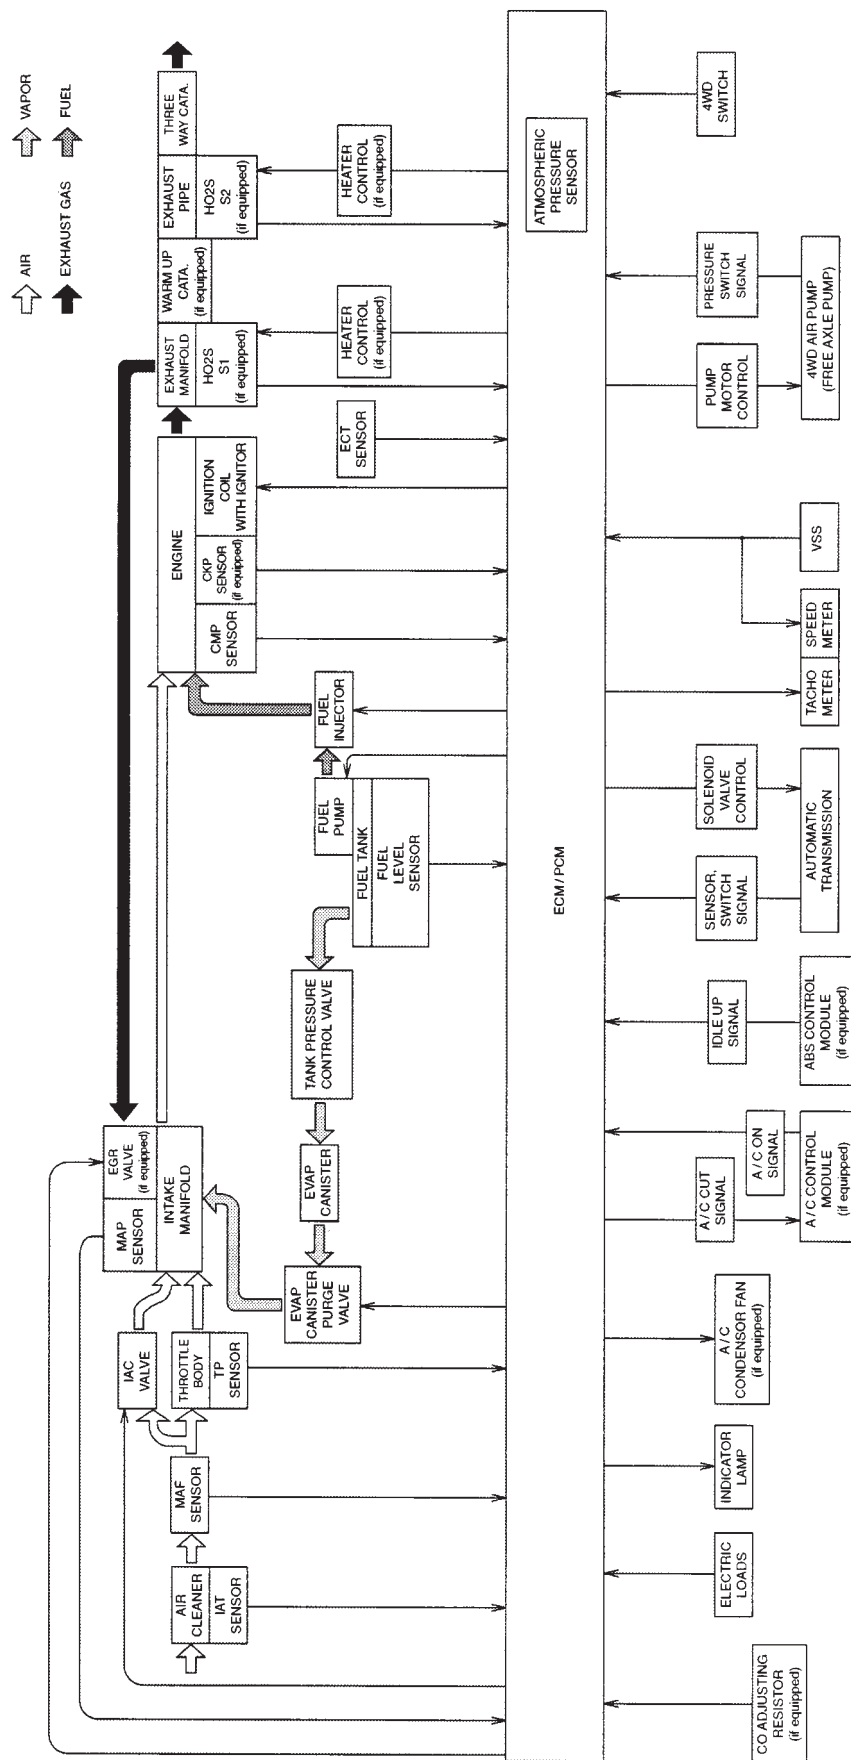 AIR
VAPOR
EXHAUST GAS
FUEL
AIR
CLEANER
IAT
SENSOR
MAF
SENSOR
IAC
VALVE
THROTTLE
BODY
TP
SENSOR
MAP
SENSOR
EGR
VALVE
(if equipped)
INTAKE
MANIFOLD
EVAP
CANISTER
PURGE
VALVE
EVAP
CANISTER
TANK PRESSURE
CONTROL VALVE
FUEL
PUMP
FUEL TANK
FUEL
LEVEL
SENSOR
FUEL
INJECTOR
ENGINE
CMP
SENSOR
CKP
SENSOR
(if equipped)
IGNITION
COIL
WITH IGNITOR
ECT
SENSOR
EXHAUST
MANIFOLD
HO2S
S1
(if equipped)
WARM UP
CATA.
(if equipped)
EXHAUST
PIPE
HO2S
S2
(if equipped)
THREE
WAY CATA.
HEATER
CONTROL
(if equipped)
HEATER
CONTROL
(if equipped)
ECM / PCM
ATMOSPHERIC
PRESSURE
SENSOR
CO ADJUSTING
RESISTOR
(if equipped)
ELECTRIC
LOADS
INDICATOR
LAMP
A / C
CONDENSOR FAN
(if equipped)
A / C CUT
SIGNAL
A / C ON
SIGNAL
A / C CONTROL
MODULE
(if equipped)
IDLE UP
SIGNAL
ABS CONTROL
MODULE
(if equipped)
SENSOR,
SWITCH
SIGNAL
SOLENOID
VALVE
CONTROL
AUTOMATIC
TRANSMISSION
TACHO
METER
SPEED
METER
VSS
PUMP
MOTOR
CONTROL
PRESSURE
SWITCH
SIGNAL
4WD AIR PUMP
(FREE AXLE PUMP)
4WD
SWITCH